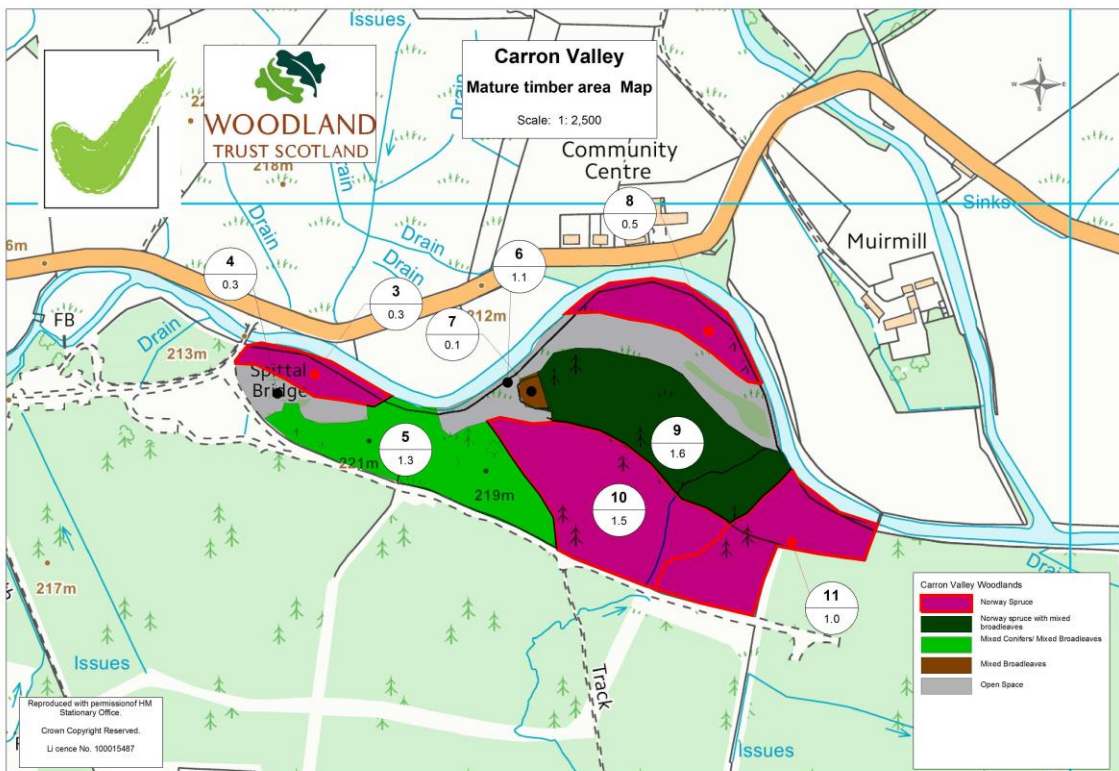 Issues
Carron Valley
Mature timber area Map
Scale: 1: 2,500
N
W
E
S
WOODLAND
TRUST SCOTLAND
218m
Drain
Drain
Drain
Community
Centre
8
0.5
Sinks
Muirmill
Drain
Drain
6
1.1
4
0.3
3
0.3
212m
7
0.1
6m
FB
Drain
213m
Spittal
Bridge
5
1.3
221m
219m
9
1.6
10
1.5
11
1.0
217m
Track
Issues
Issues
Drain
Reproduced with permissionof HM
Stationary Office.
Crown Copyright Reserved.
Li cence No. 100015487
Carron Valley Woodlands
Norway Spruce
Norway spruce with mixed
broadleaves
Mixed Conifers/ Mixed Broadleaves
Mixed Broadleaves
Open Space